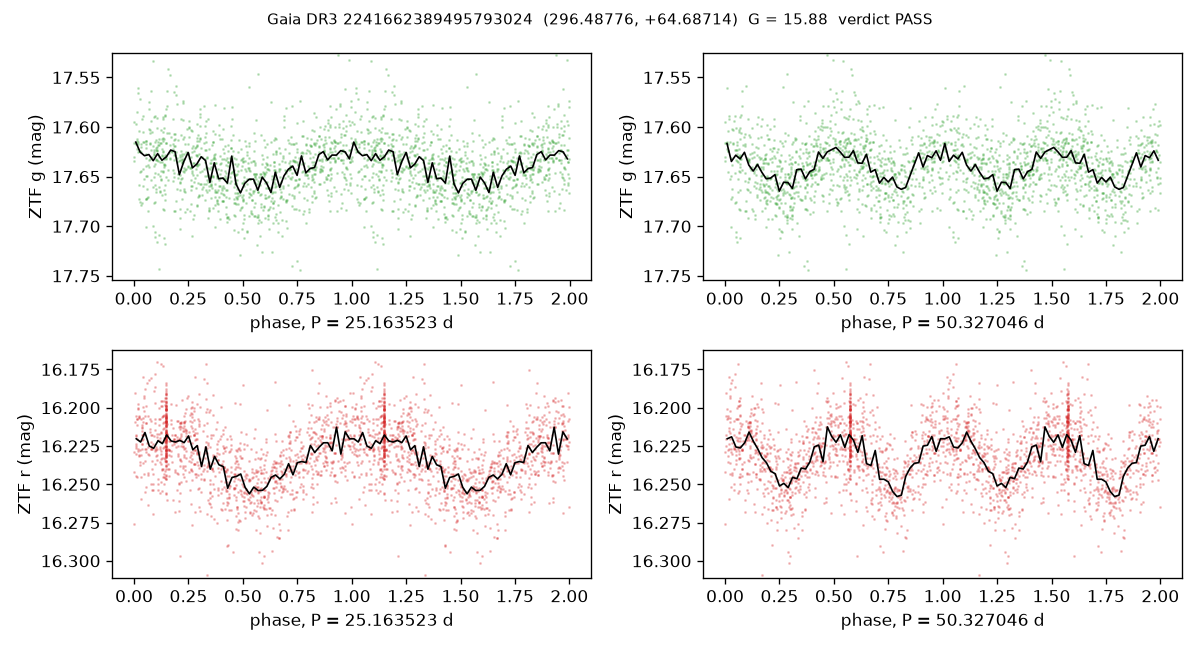 Gaia DR3 2241662389495793024 (296.48776, +64.68714) G = 15.88 verdict PASS
ZTF g (mag)
17.55
17.60
17.65
17.70
17.75
0.00 0.25 0.50 0.75 1.00 1.25 1.50 1.75 2.00
phase, P = 25.163523 d
ZTF g (mag)
17.55
17.60
17.65
17.70
17.75
0.00 0.25 0.50 0.75 1.00 1.25 1.50 1.75 2.00
phase, P = 50.327046 d
ZTF r (mag)
16.175
16.200
16.225
16.250
16.275
16.300
0.00 0.25 0.50 0.75 1.00 1.25 1.50 1.75 2.00
phase, P = 25.163523 d
ZTF r (mag)
16.175
16.200
16.225
16.250
16.275
16.300
0.00 0.25 0.50 0.75 1.00 1.25 1.50 1.75 2.00
phase, P = 50.327046 d